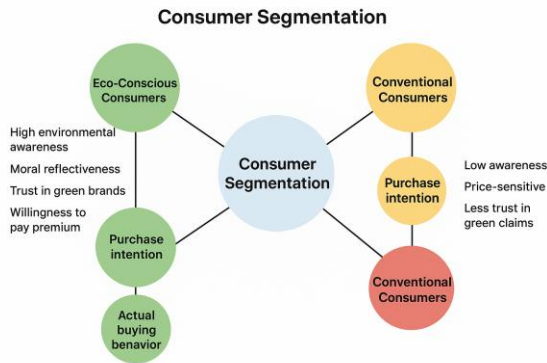 Consumer Segmentation
Eco-Conscious
Consumers
High environmental
awareness
Moral reflectiveness
Trust in green brands
Willingness to
pay premium
Purchase
intention
Actual
buying
benavior
Consumer
Segmentation
Conventional
Consumers
Purchase
intention
Low awareness
Price-sensitive
Less trust in
green claims
Conventional
Consumers